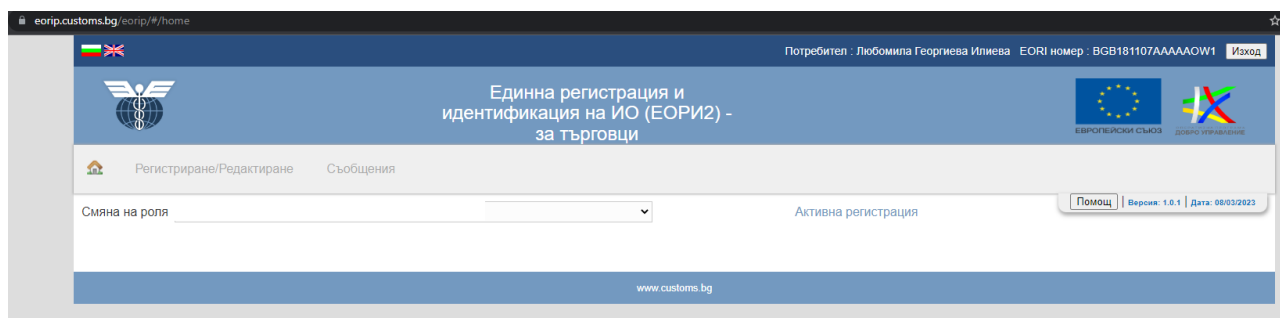 eorip.customs.bg/eorip/#/home
Потребител : Любомила Георгиева Илиева EORI номер : BGB181107AAAAAOW1 Изход
Единна регистрация и
идентификация на ИО (ЕОРИ2) -
за търговци
ЕВРОПЕЙСКИ СЪЮЗ
ДОБРО УПРАВЛЕНИЕ
Регистриране/Редактиране Съобщения
Смяна на роля Активна регистрация
Помощ Версия: 1.0.1 Дата: 08/03/2023
www.customs.bg